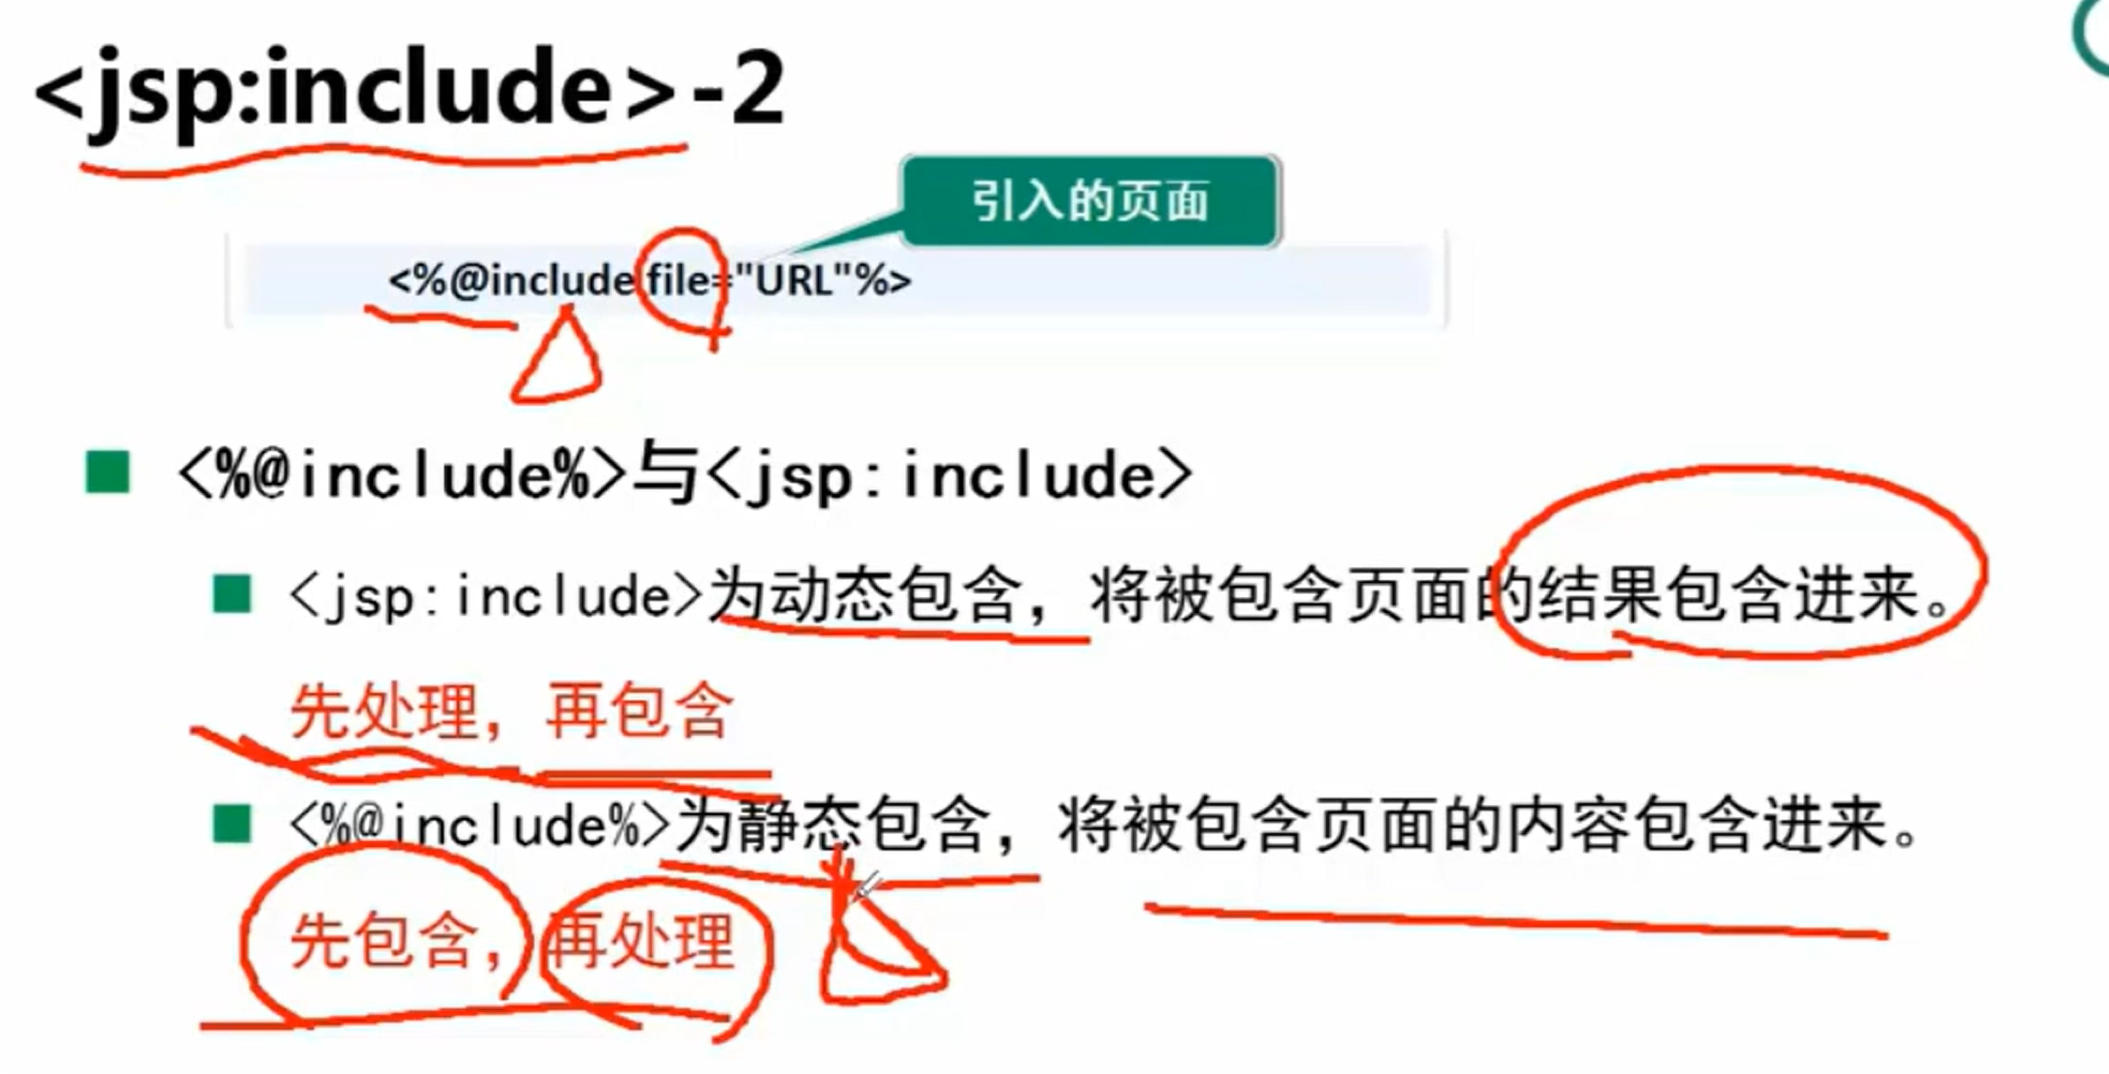 <jsp:include>-2
引入的页面
<%@include file="URL"%>
<%@include%>与<jsp:include>
<jsp:include>为动态包含，将被包含页面的结果包含进来。
先处理，再包含
<%@include%>为静态包含，将被包含页面的内容包含进来。
先包含，再处理